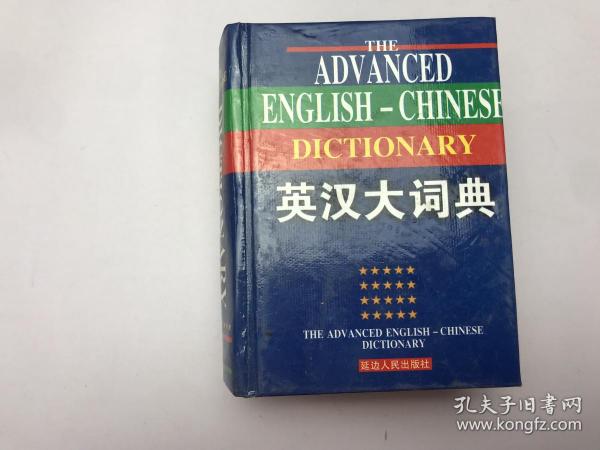 THE
ADVANCED
ENGLISH – CHINESE
DICTIONARY
英汉大词典
THE ADVANCED ENGLISH – CHINESE
DICTIONARY
延边人民出版社
孔夫子旧书网
www.kongfz.com